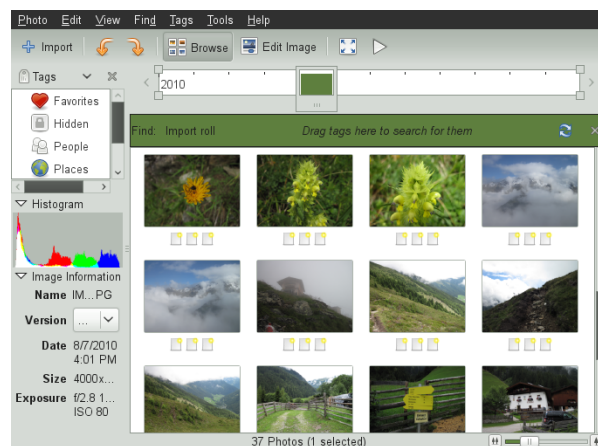 Photo Edit View Find Tags Tools Help
Import Browse Edit Image
Tags
2010
Favorites
Hidden
People
Places
Find: Import roll Drag tags here to search for them
Histogram
Image Information
Name IM...PG
Version ...
Date 8/7/2010
4:01 PM
Size 4000x...
Exposure f/2.8 1...
ISO 80
37 Photos (1 selected)